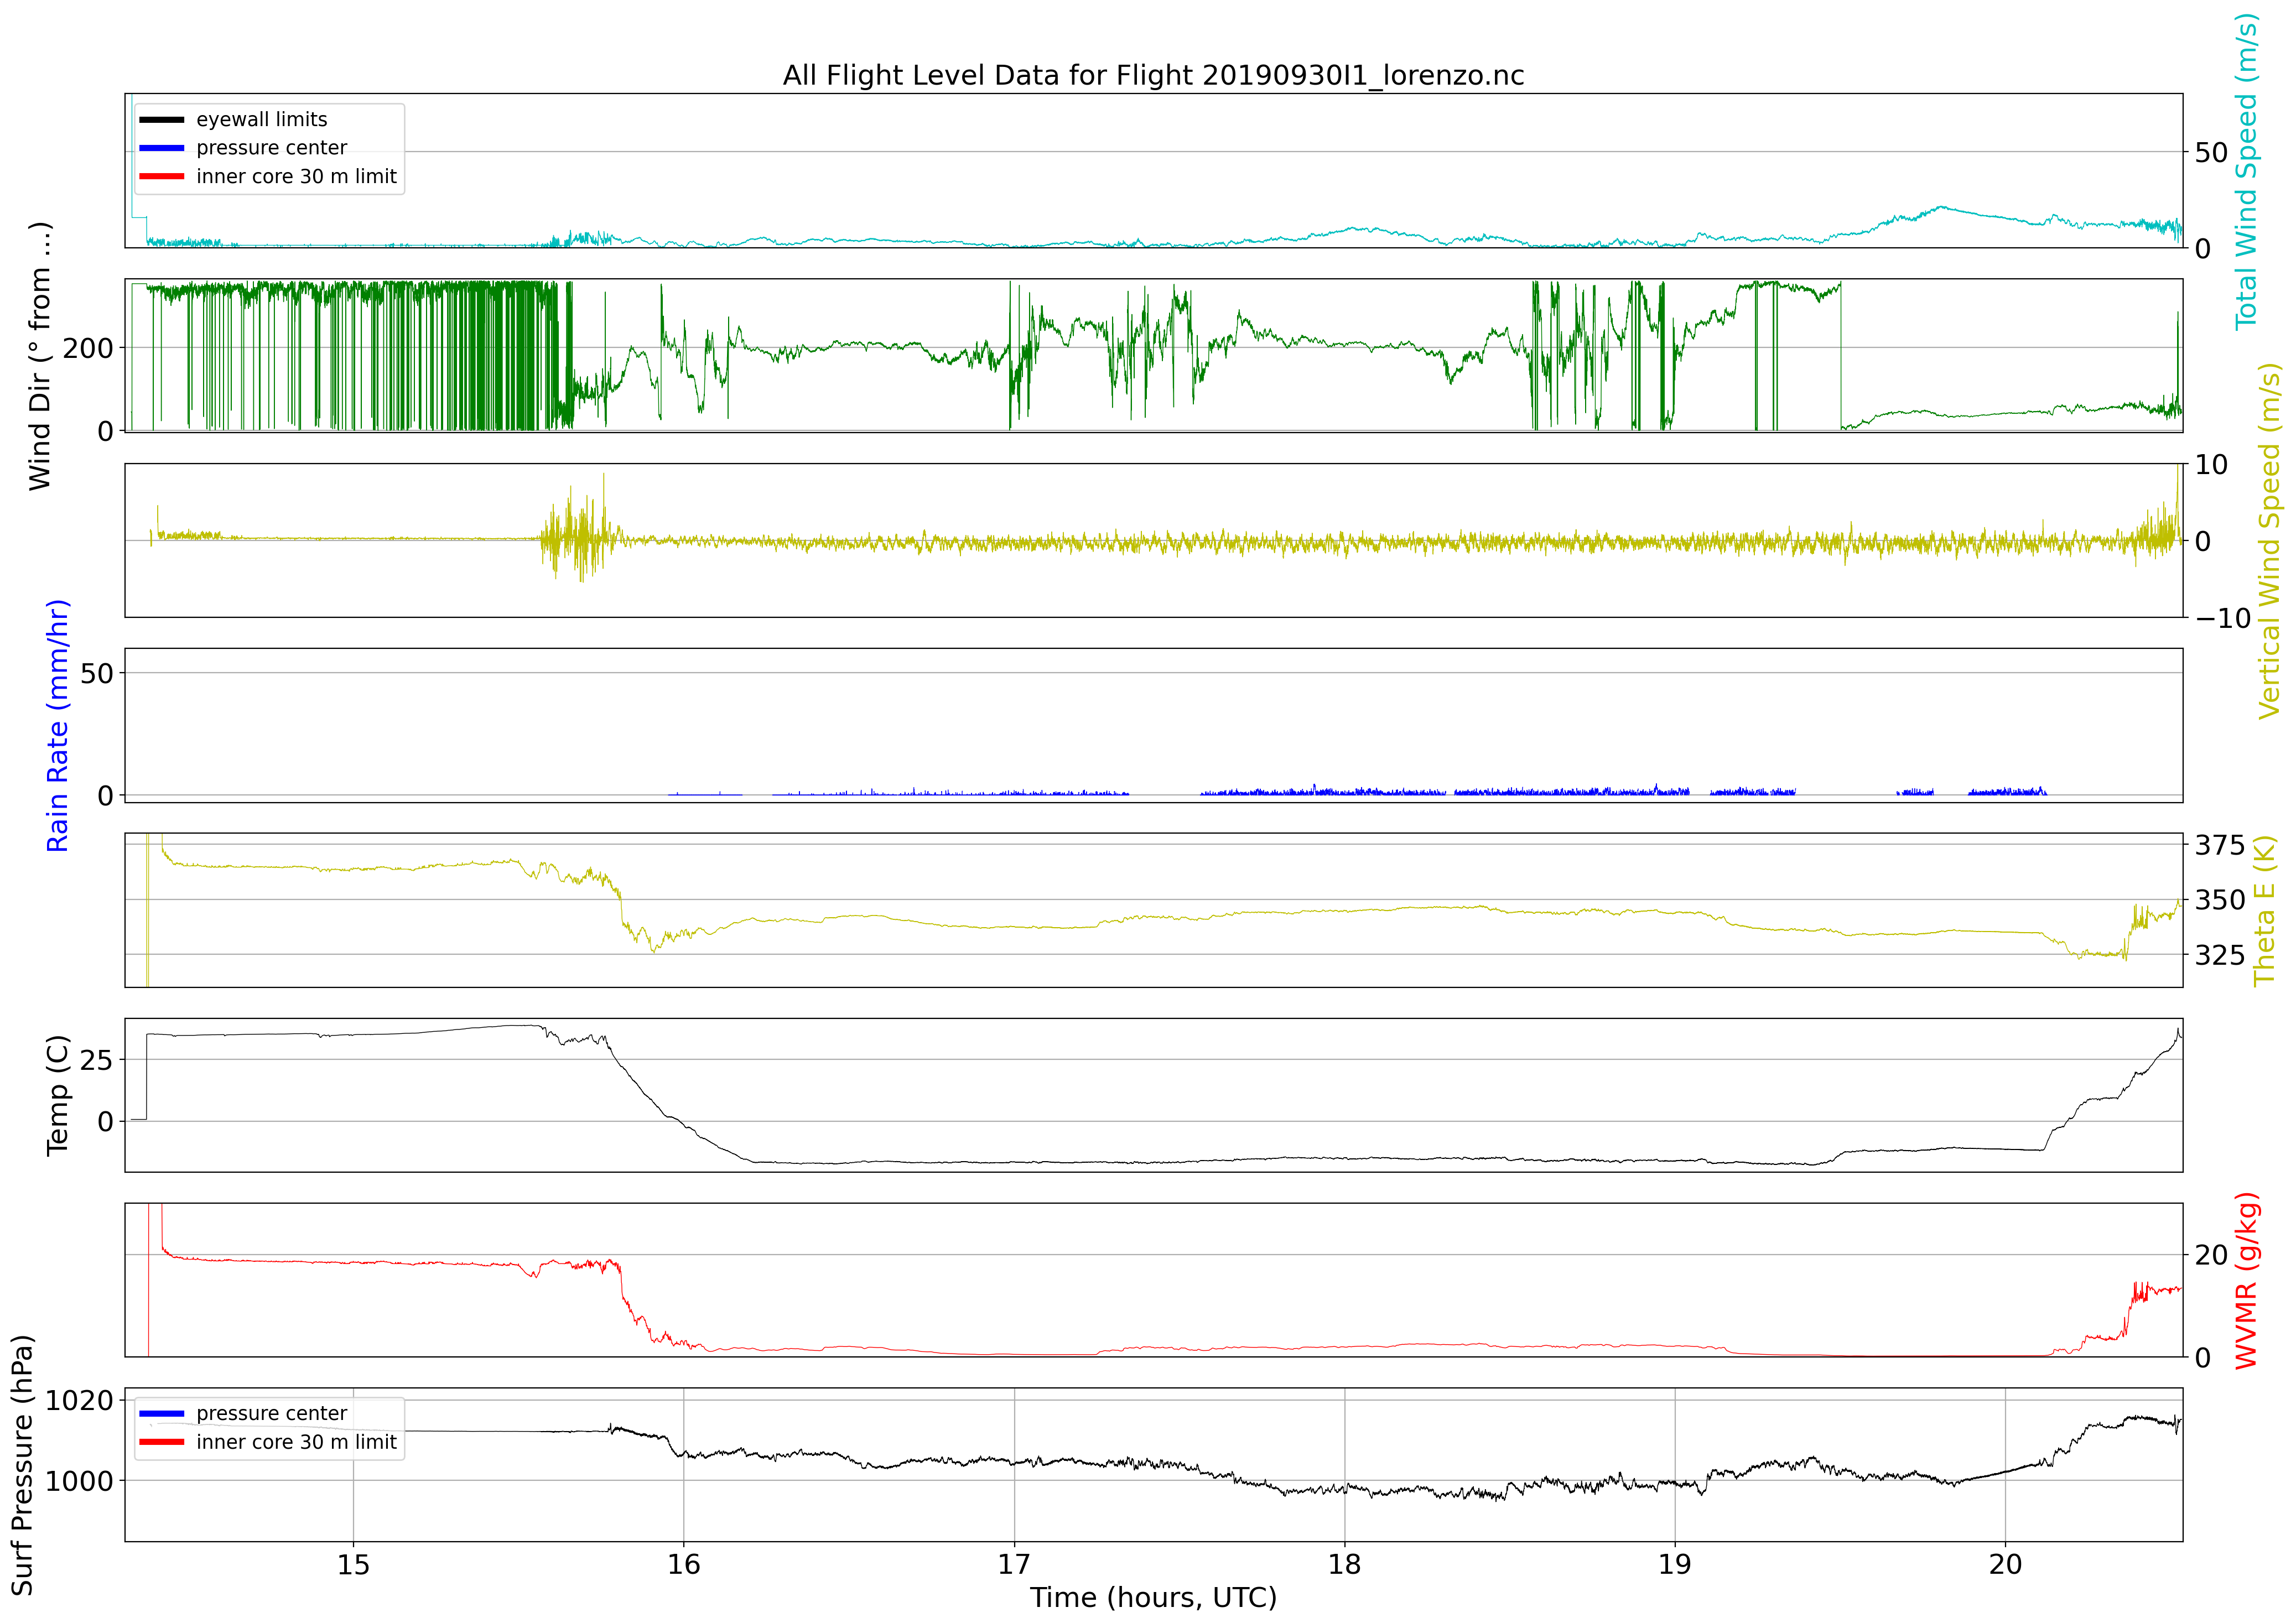 All Flight Level Data for Flight 20190930I1_lorenzo.nc
eyewall limits
pressure center
inner core 30 m limit
50
0
Total Wind Speed (m/s)
Wind Dir (° from ...)
200
0
10
0
−10
Vertical Wind Speed (m/s)
Rain Rate (mm/hr)
50
0
375
350
325
Theta E (K)
Temp (C)
25
0
20
0
WVMR (g/kg)
Surf Pressure (hPa)
1020
1000
pressure center
inner core 30 m limit
15 16 17 18 19 20
Time (hours, UTC)